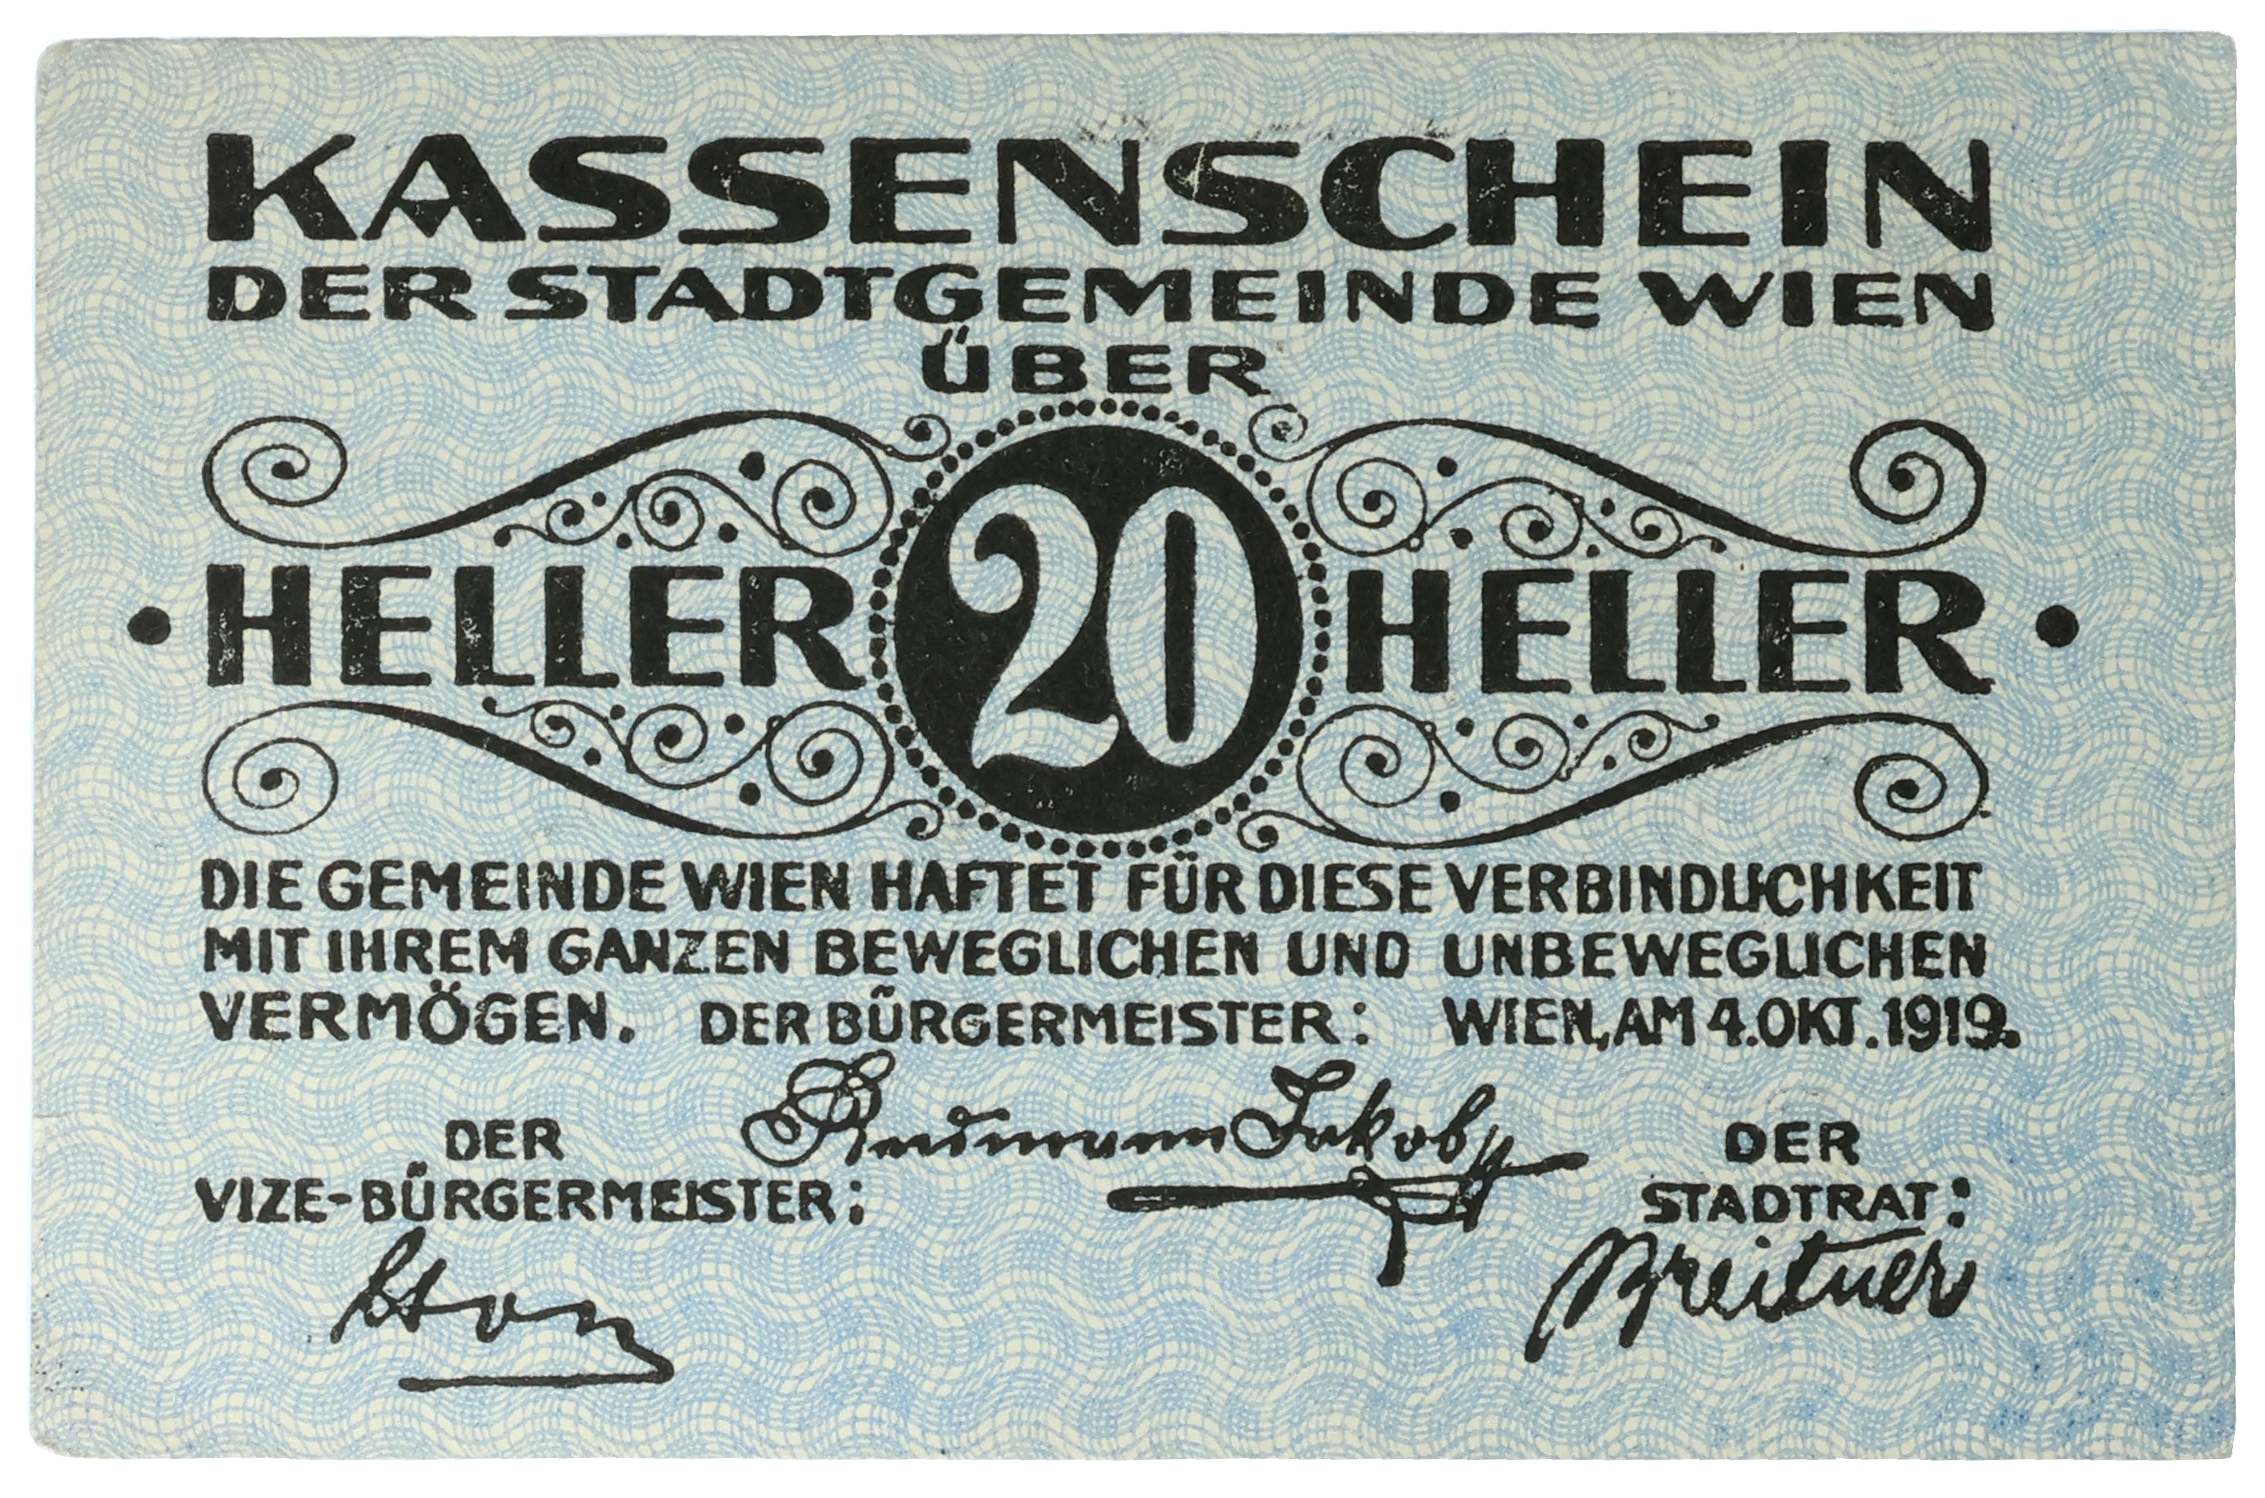 KASSENSCHEIN
DER STADTGEMEINDE WIEN
ÜBER
• HELLER 20 HELLER •
DIE GEMEINDE WIEN HAFTET FÜR DIESE VERBINDLICHKEIT
MIT IHREM GANZEN BEWEGLICHEN UND UNBEWEGLICHEN
VERMÖGEN. DER BÜRGERMEISTER: WIEN, AM 4. OKT. 1919.
Jakob
DER
VIZE-BÜRGERMEISTER:
DER
STADTRAT:
Breitner